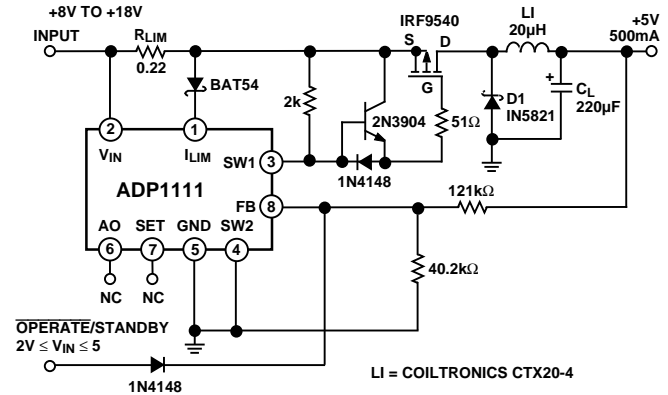 +8V TO +18V
INPUT
RLIM
0.22
BAT54
IRF9540
S
D
G
LI
20µH
+5V
500mA
2k
2N3904
51Ω
D1
IN5821
+
CL
220µF
2
VIN
1
ILIM
SW1
3
1N4148
ADP1111
FB
8
121kΩ
AO
SET
GND
SW2
6
7
5
4
NC
NC
40.2kΩ
OPERATE/STANDBY
2V ≤ VIN ≤ 5
1N4148
LI = COILTRONICS CTX20-4